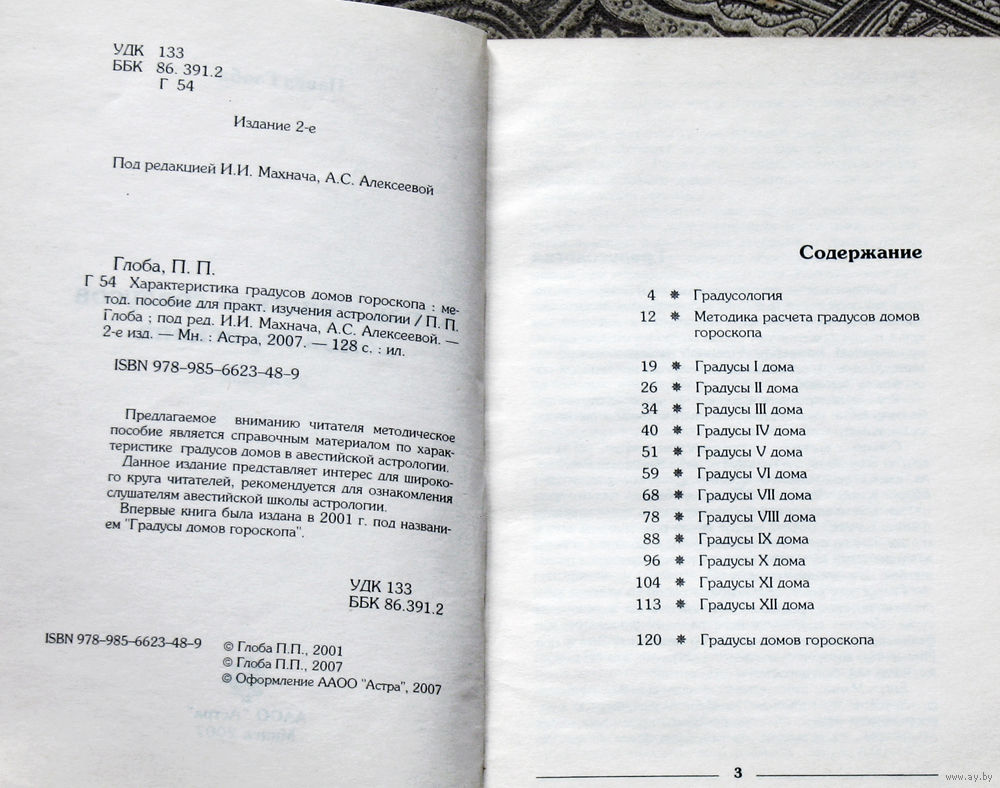 УДК 133
ББК 86. 391.2
Г 54
Издание 2-е
Под редакцией И.И. Махнача, А.С. Алексеевой
Глоба, П. П.
Г 54 Характеристика градусов домов гороскопа : ме-
тод. пособие для практ. изучения астрологии / П. П.
Глоба ; под ред. И.И. Махнача, А.С. Алексеевой. —
2-е изд. — Мн. : Астра, 2007. — 128 с. : ил.
ISBN 978-985-6623-48-9
Предлагаемое вниманию читателя методическое
пособие является справочным материалом по харак-
теристике градусов домов в авестийской астрологии.
Данное издание представляет интерес для широко-
го круга читателей, рекомендуется для ознакомления
слушателям авестийской школы астрологии.
Впервые книга была издана в 2001 г. под названи-
ем "Градусы домов гороскопа".
УДК 133
ББК 86.391.2
ISBN 978-985-6623-48-9
© Глоба П.П., 2001
© Глоба П.П., 2007
© Оформление ААОО "Астра", 2007
Содержание
4 ✵ Градусология
12 ✵ Методика расчета градусов домов
гороскопа
19 ✵ Градусы I дома
26 ✵ Градусы II дома
34 ✵ Градусы III дома
40 ✵ Градусы IV дома
51 ✵ Градусы V дома
59 ✵ Градусы VI дома
68 ✵ Градусы VII дома
78 ✵ Градусы VIII дома
88 ✵ Градусы IX дома
96 ✵ Градусы X дома
104 ✵ Градусы XI дома
113 ✵ Градусы XII дома
120 ✵ Градусы домов гороскопа
3
www.ay.by